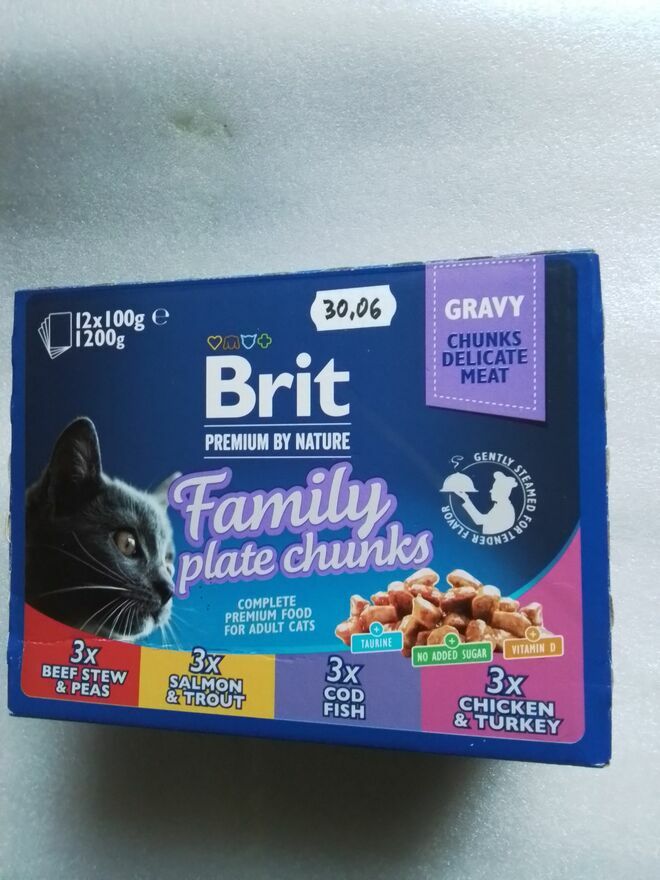 12x100g ℮
1200g
30,06
GRAVY
CHUNKS
DELICATE
MEAT
Brit
PREMIUM BY NATURE
Family
plate chunks
GENTLY STEAMED FOR TENDER FLAVOR
COMPLETE
PREMIUM FOOD
FOR ADULT CATS
+ TAURINE
+ NO ADDED SUGAR
+ VITAMIN D
3x
BEEF STEW
& PEAS
3x
SALMON
& TROUT
3x
COD
FISH
3x
CHICKEN
& TURKEY